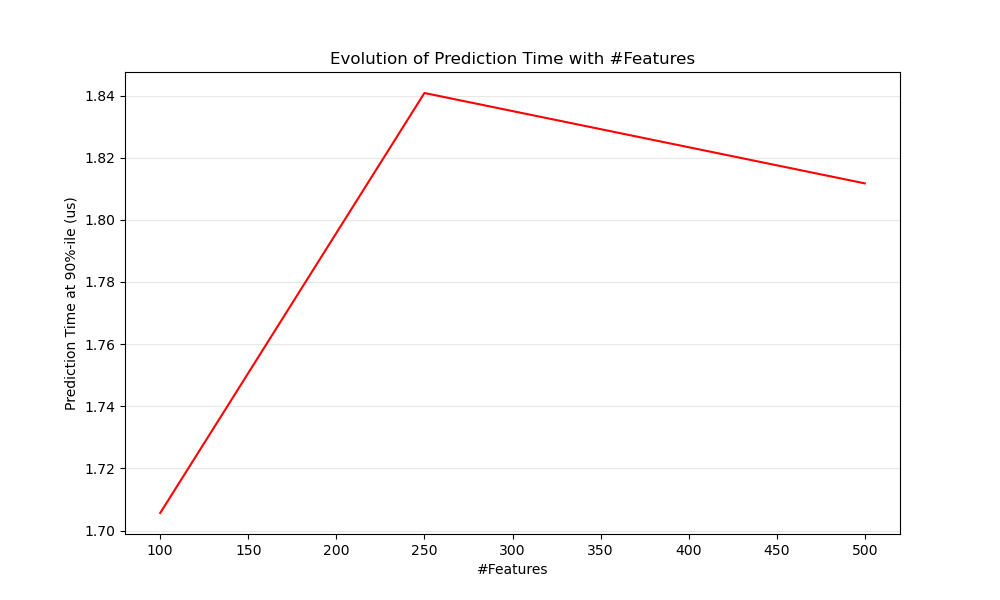 Evolution of Prediction Time with #Features
Prediction Time at 90%-ile (us)
1.84
1.82
1.80
1.78
1.76
1.74
1.72
1.70
100 150 200 250 300 350 400 450 500
#Features